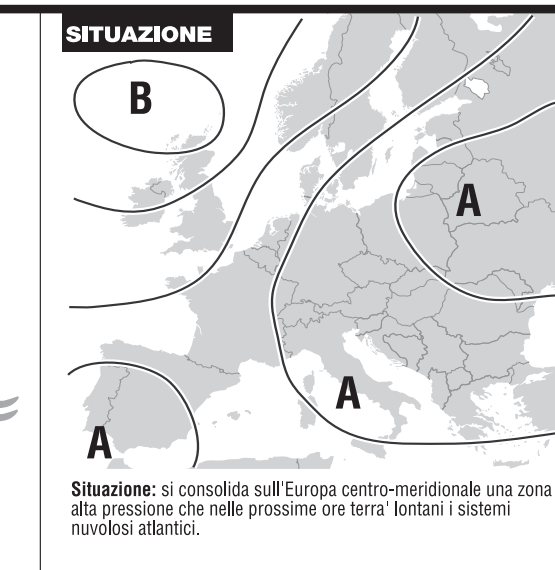 SITUAZIONE
B
A
A
A
Situazione: si consolida sull'Europa centro-meridionale una zona
alta pressione che nelle prossime ore terra' lontani i sistemi
nuvolosi atlantici.